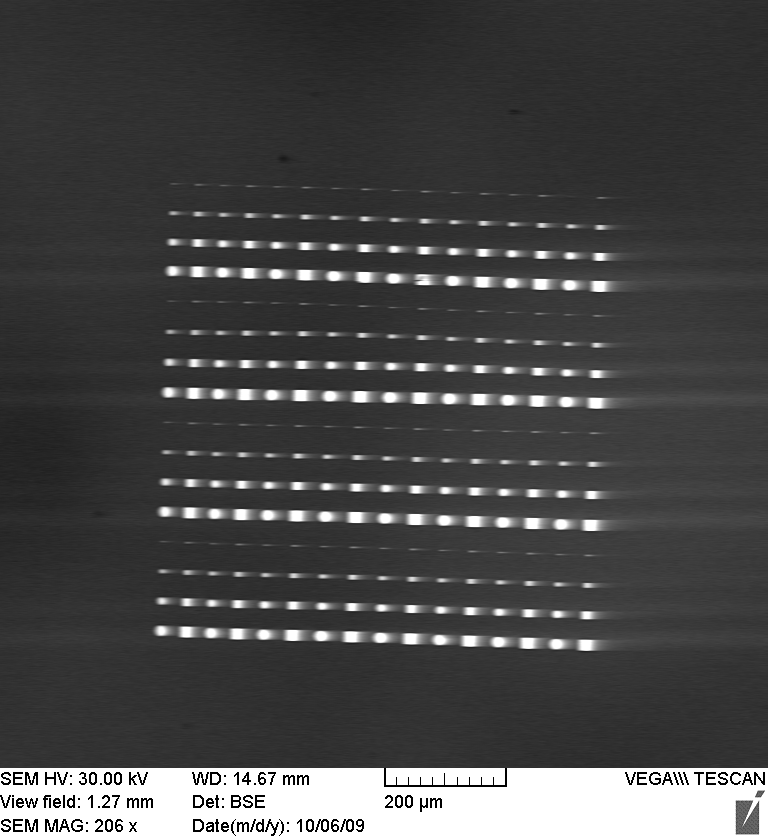 SEM HV: 30.00 kV WD: 14.67 mm VEGA\\\ TESCAN
View field: 1.27 mm Det: BSE 200 µm
SEM MAG: 206 x Date(m/d/y): 10/06/09